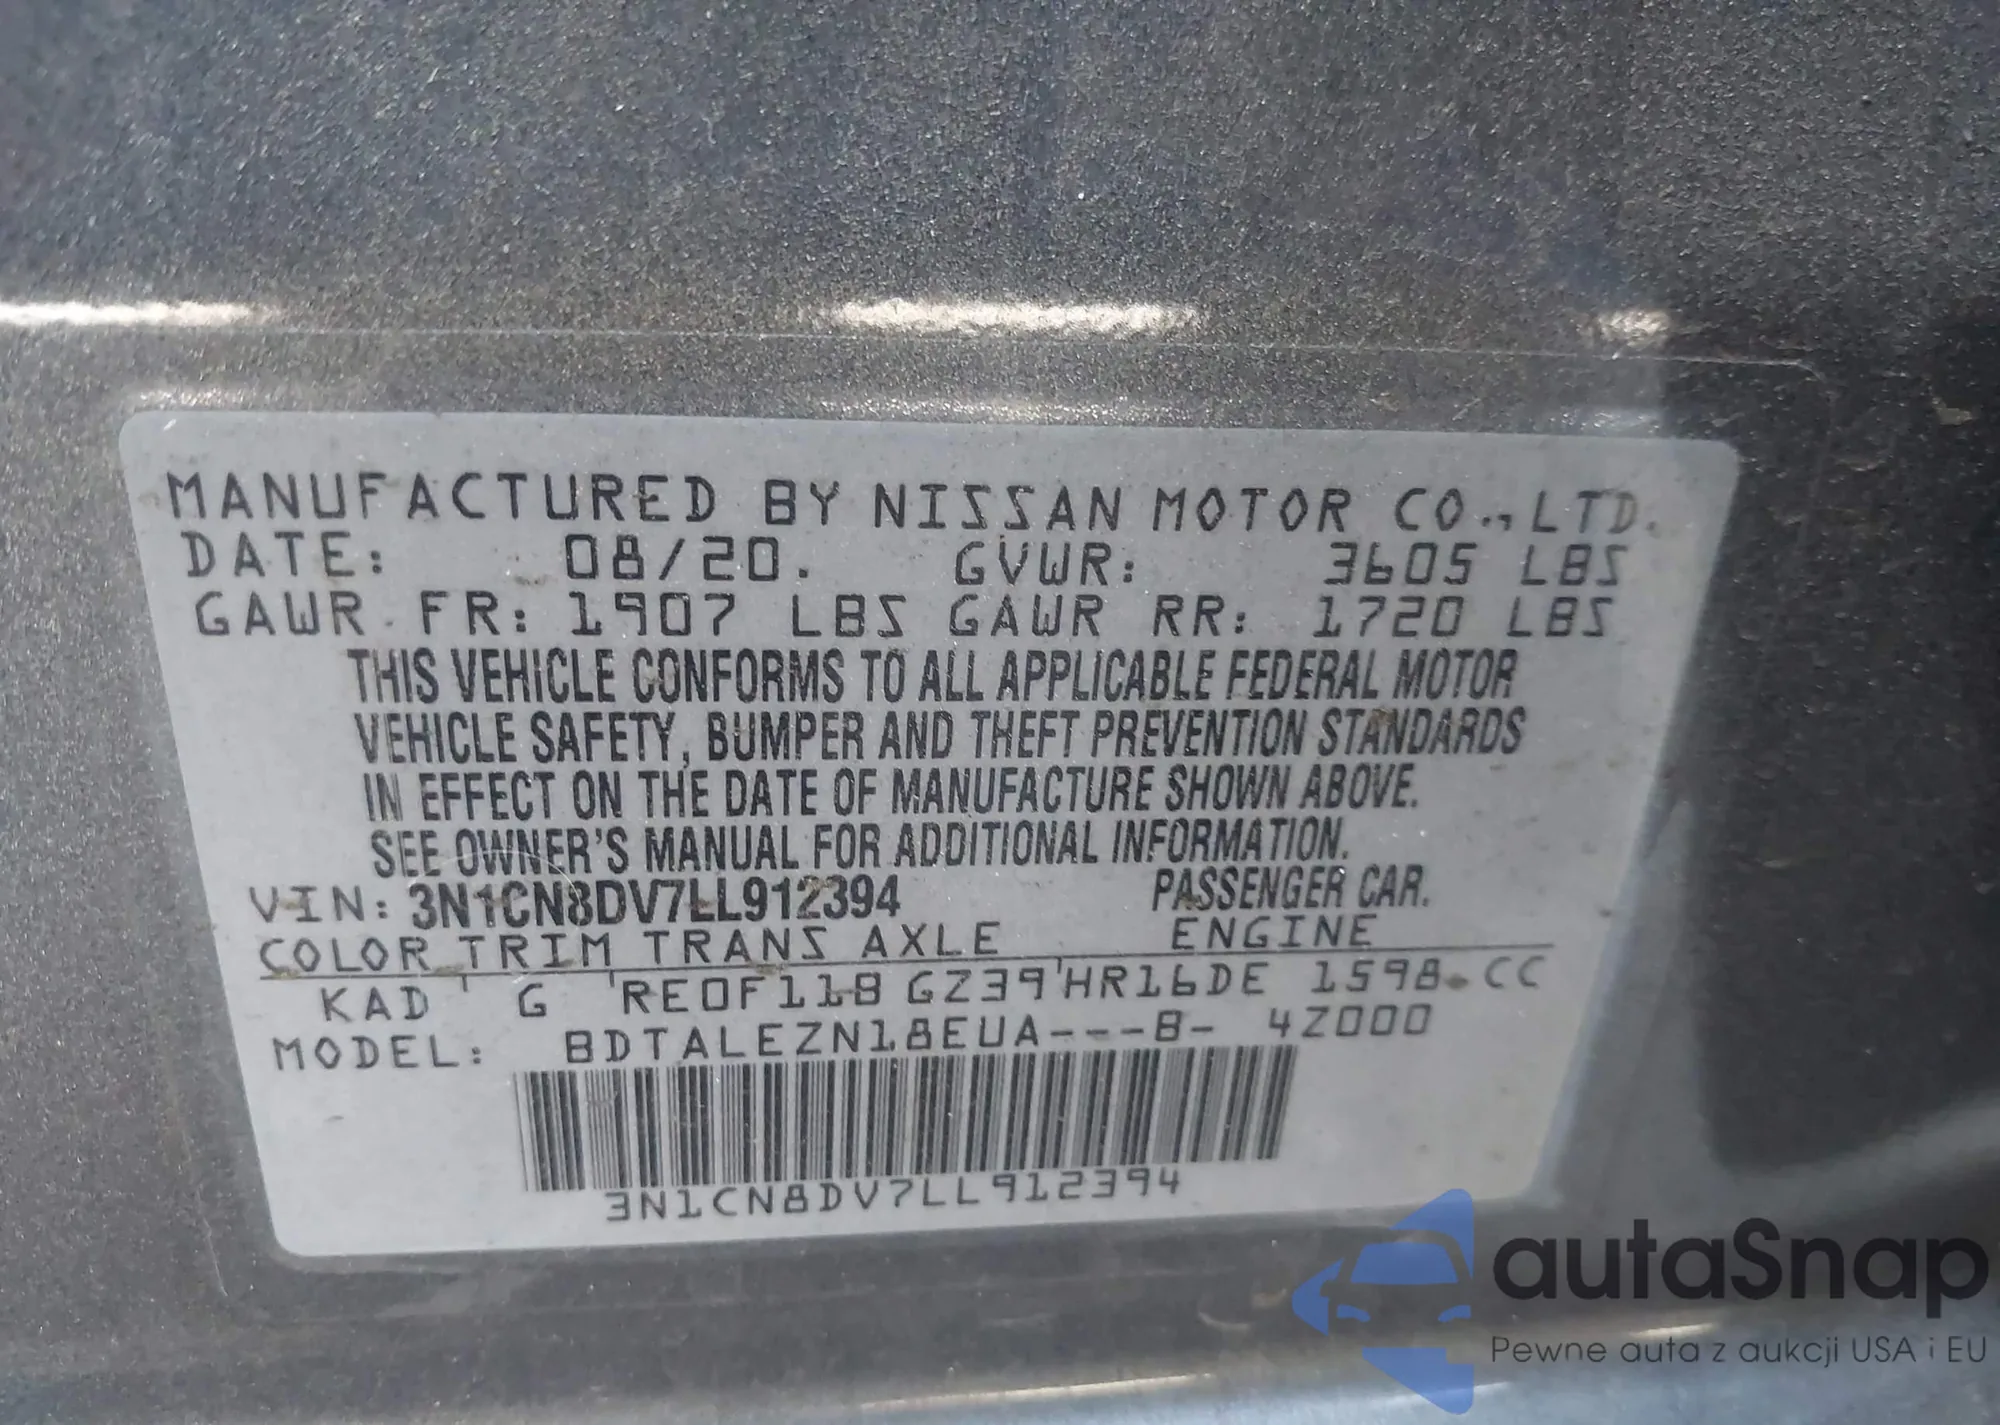 MANUFACTURED BY NISSAN MOTOR CO.,LTD.
DATE: 08/20. GVWR: 3605 LBS
GAWR FR: 1907 LBS GAWR RR: 1720 LBS
THIS VEHICLE CONFORMS TO ALL APPLICABLE FEDERAL MOTOR
VEHICLE SAFETY, BUMPER AND THEFT PREVENTION STANDARDS
IN EFFECT ON THE DATE OF MANUFACTURE SHOWN ABOVE.
SEE OWNER'S MANUAL FOR ADDITIONAL INFORMATION.
VIN: 3N1CN8DV7LL912394 PASSENGER CAR.
COLOR TRIM TRANS AXLE ENGINE
KAD G RE0F11B GZ39 HR16DE 1598 CC
MODEL: BDTALEZN18EUA---B- 4Z000
3N1CN8DV7LL912394
autaSnap
Pewne auta z aukcji USA i EU